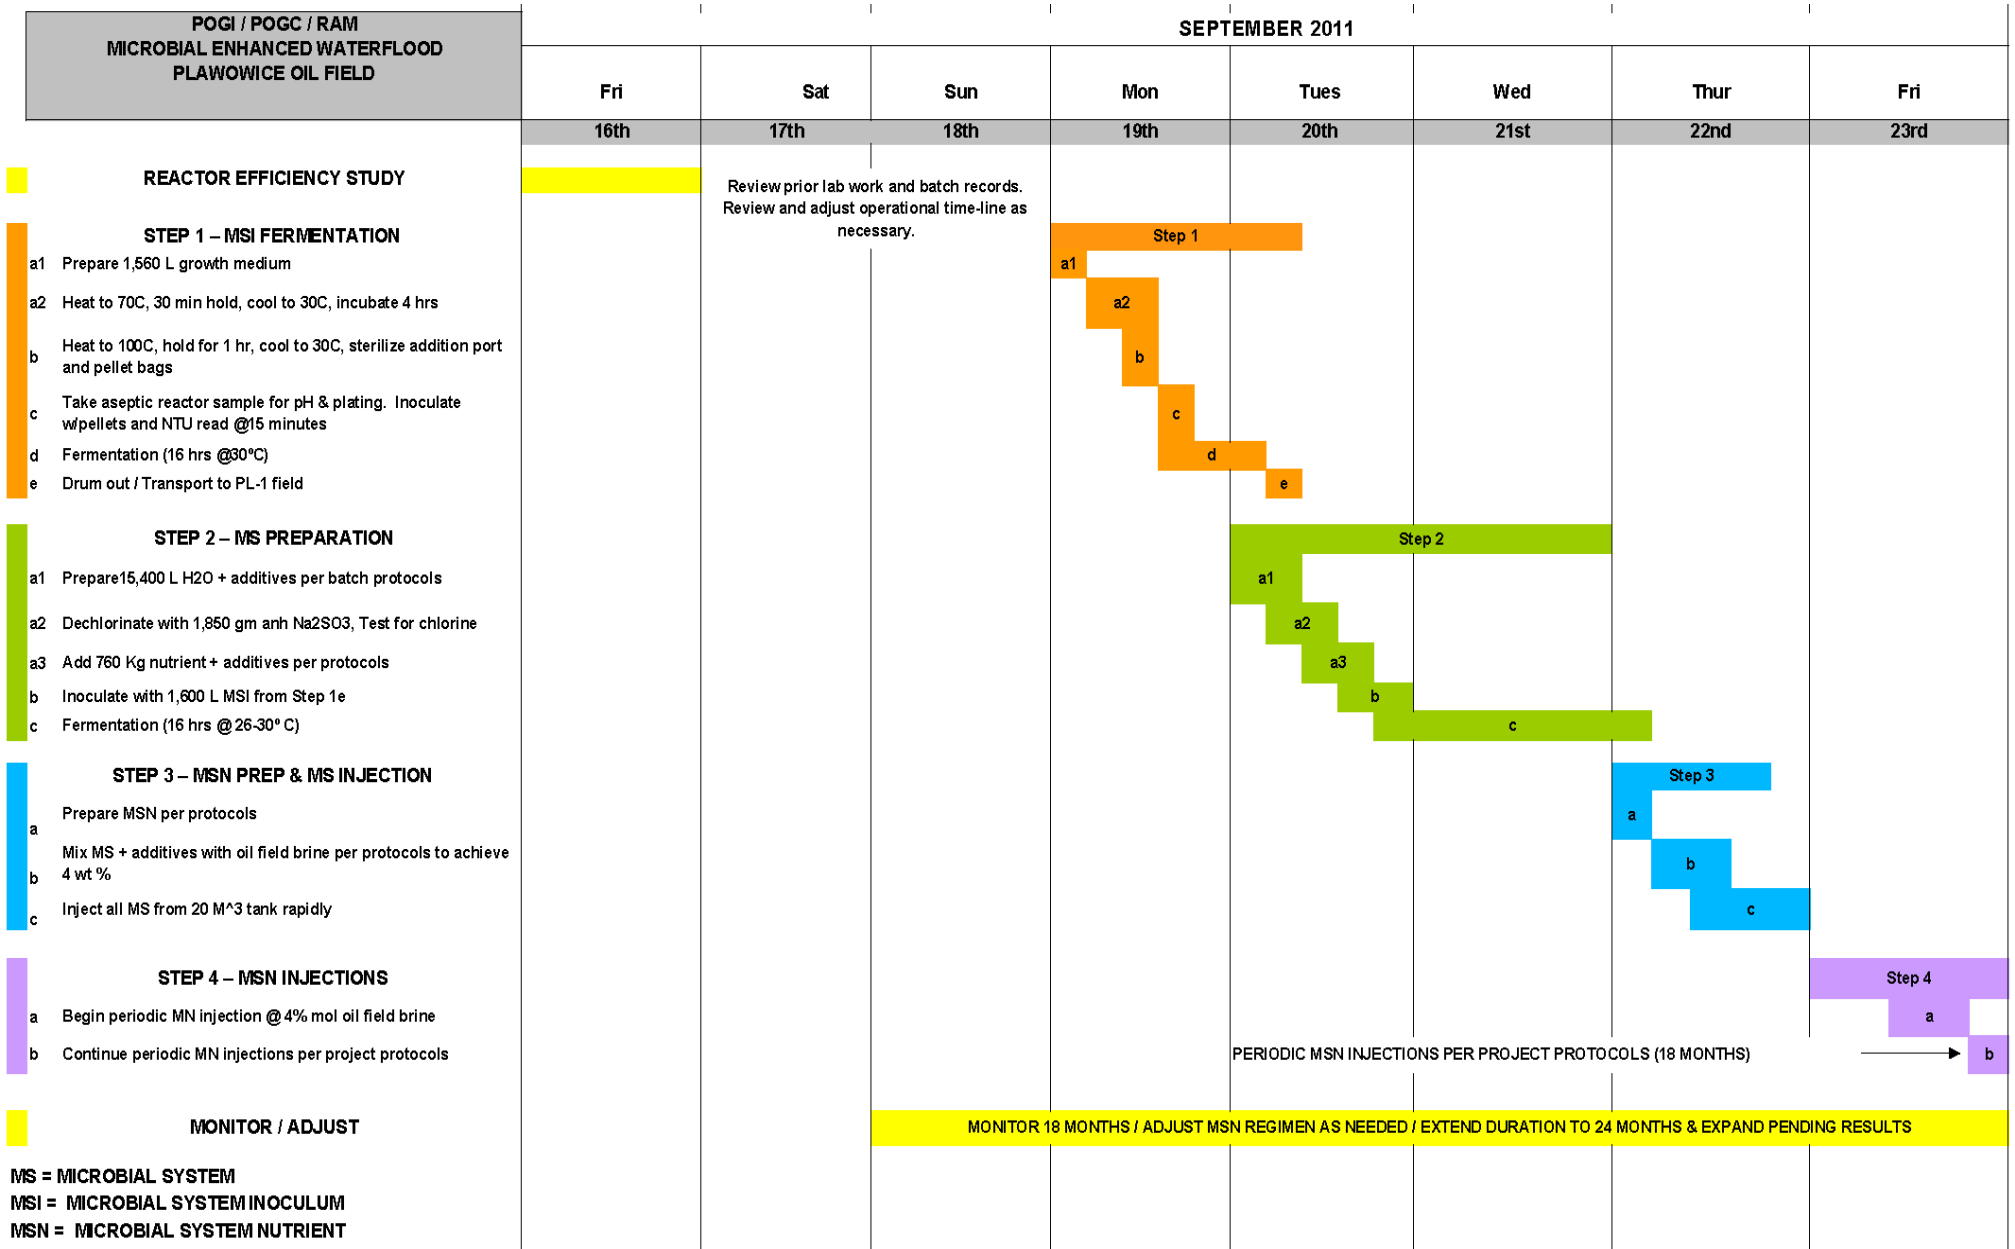 POGI / POGC / RAM
MICROBIAL ENHANCED WATERFLOOD
PLAWOWICE OIL FIELD
SEPTEMBER 2011
Fri Sat Sun Mon Tues Wed Thur Fri
16th 17th 18th 19th 20th 21st 22nd 23rd
REACTOR EFFICIENCY STUDY
Review prior lab work and batch records.
Review and adjust operational time-line as
necessary.
STEP 1 – MSI FERMENTATION Step 1
a1 Prepare 1,560 L growth medium a1
a2 Heat to 70C, 30 min hold, cool to 30C, incubate 4 hrs a2
b Heat to 100C, hold for 1 hr, cool to 30C, sterilize addition port
and pellet bags b
c Take aseptic reactor sample for pH & plating. Inoculate
w/pellets and NTU read @15 minutes c
d Fermentation (16 hrs @30ºC) d
e Drum out / Transport to PL-1 field e
STEP 2 – MS PREPARATION Step 2
a1 Prepare15,400 L H2O + additives per batch protocols a1
a2 Dechlorinate with 1,850 gm anh Na2SO3, Test for chlorine a2
a3 Add 760 Kg nutrient + additives per protocols a3
b Inoculate with 1,600 L MSI from Step 1e b
c Fermentation (16 hrs @ 26-30º C) c
STEP 3 – MSN PREP & MS INJECTION Step 3
a Prepare MSN per protocols a
b Mix MS + additives with oil field brine per protocols to achieve
4 wt % b
c Inject all MS from 20 M^3 tank rapidly c
STEP 4 – MSN INJECTIONS Step 4
a Begin periodic MN injection @ 4% mol oil field brine a
b Continue periodic MN injections per project protocols PERIODIC MSN INJECTIONS PER PROJECT PROTOCOLS (18 MONTHS) b
MONITOR / ADJUST MONITOR 18 MONTHS / ADJUST MSN REGIMEN AS NEEDED / EXTEND DURATION TO 24 MONTHS & EXPAND PENDING RESULTS
MS = MICROBIAL SYSTEM
MSI = MICROBIAL SYSTEM INOCULUM
MSN = MICROBIAL SYSTEM NUTRIENT